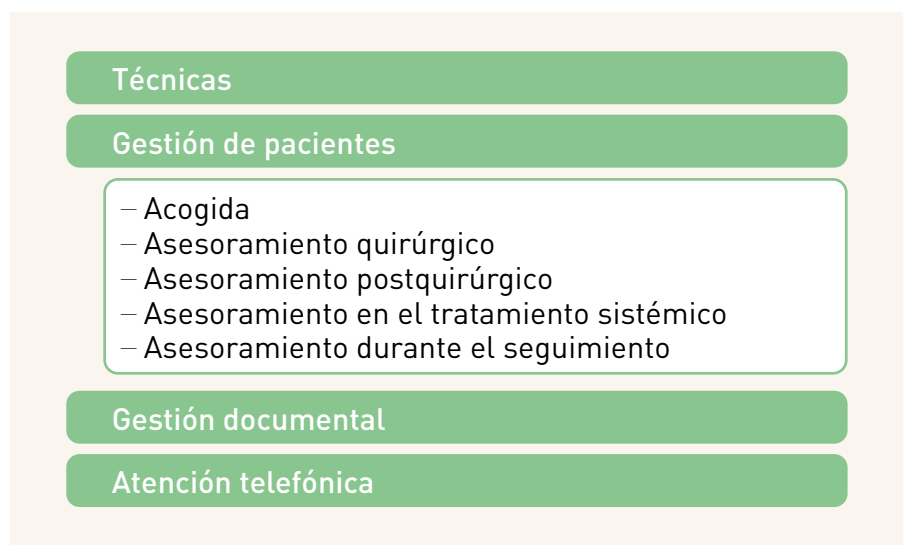 Técnicas
Gestión de pacientes
– Acogida
– Asesoramiento quirúrgico
– Asesoramiento postquirúrgico
– Asesoramiento en el tratamiento sistémico
– Asesoramiento durante el seguimiento
Gestión documental
Atención telefónica